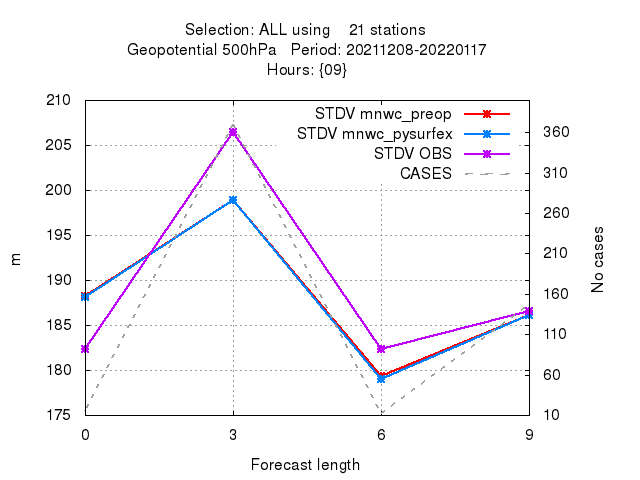 Selection: ALL using    21 stations
Geopotential 500hPa   Period: 20211208-20220117
Hours: {09}
STDV mnwc_preop
STDV mnwc_pysurfex
STDV OBS
CASES
210
205
200
195
190
185
180
175
360
310
260
210
160
110
60
10
m
No cases
0 3 6 9
Forecast length